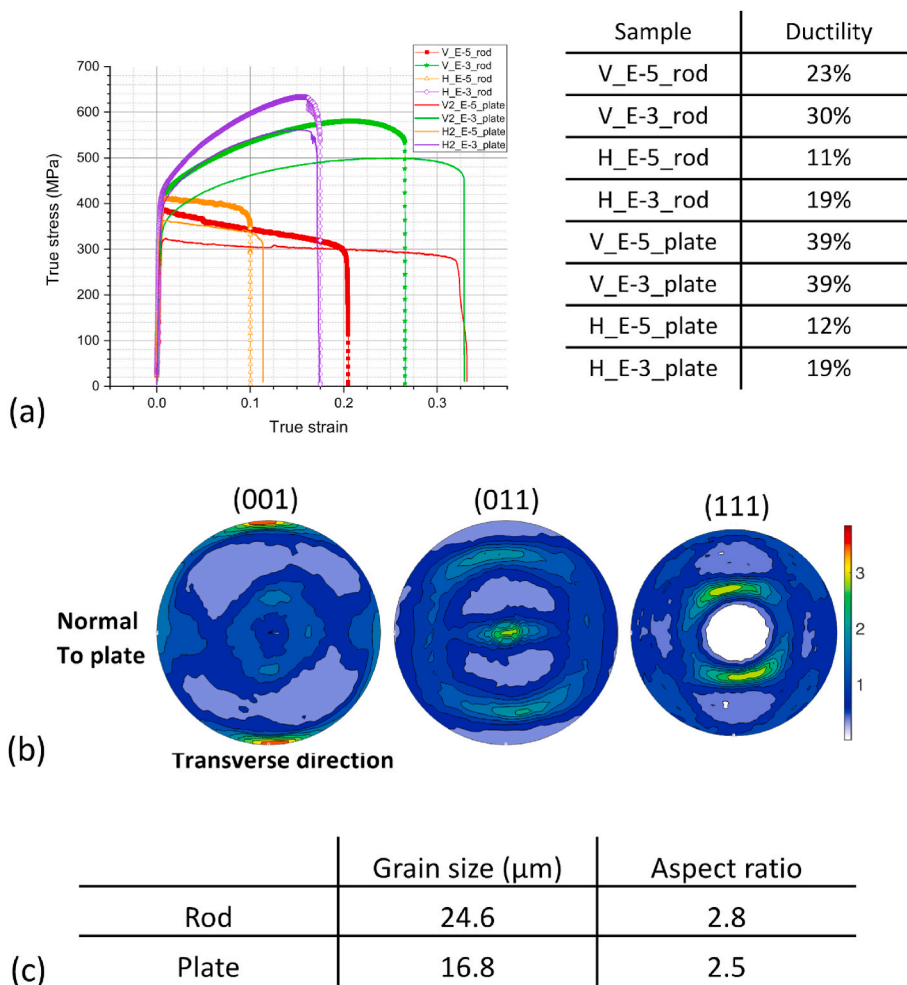 700
600
500
400
300
200
100
0
True stress (MPa)
0.0 0.1 0.2 0.3
True strain
V_E-5_rod
V_E-3_rod
H_E-5_rod
H_E-3_rod
V2_E-5_plate
V2_E-3_plate
H2_E-5_plate
H2_E-3_plate
(a)
Sample Ductility
V_E-5_rod 23%
V_E-3_rod 30%
H_E-5_rod 11%
H_E-3_rod 19%
V_E-5_plate 39%
V_E-3_plate 39%
H_E-5_plate 12%
H_E-3_plate 19%
(001) (011) (111)
Normal
To plate
3
2
1
Transverse direction
(b)
Grain size (μm) Aspect ratio
Rod 24.6 2.8
Plate 16.8 2.5
(c)